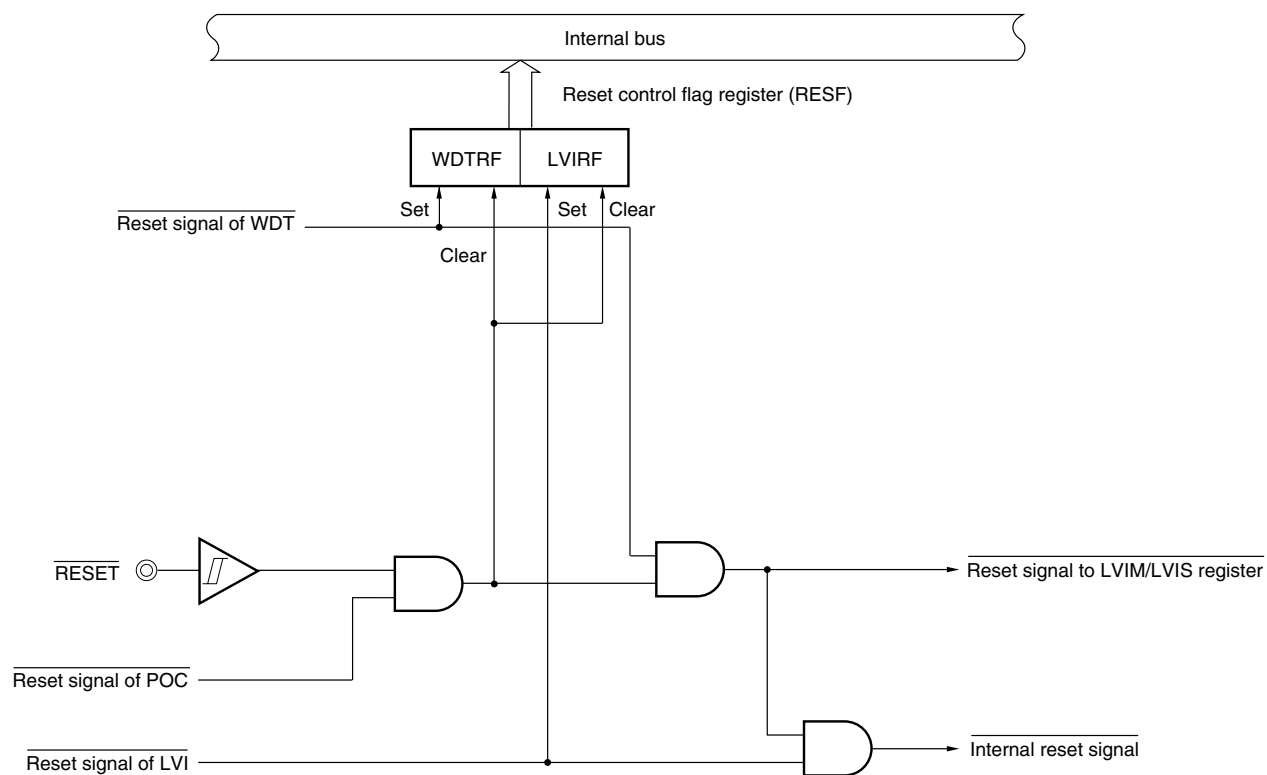 Internal bus
Reset control flag register (RESF)
WDTRF
LVIRF
Set
Set
Clear
Reset signal of WDT
Clear
RESET
Reset signal to LVIM/LVIS register
Reset signal of POC
Internal reset signal
Reset signal of LVI